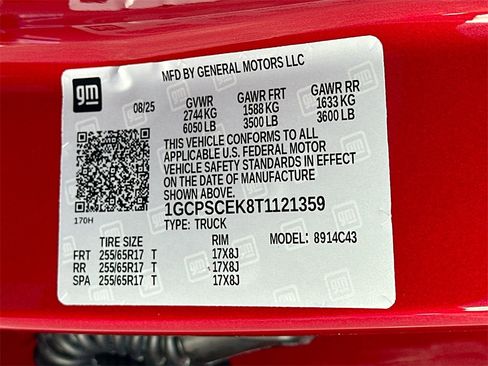 gm
MFD BY GENERAL MOTORS LLC
08/25 GVWR GAWR FRT GAWR RR
2744 KG 1588 KG 1633 KG
6050 LB 3500 LB 3600 LB
THIS VEHICLE CONFORMS TO ALL
APPLICABLE U.S. FEDERAL MOTOR
VEHICLE SAFETY STANDARDS IN EFFECT
ON THE DATE OF MANUFACTURE
SHOWN ABOVE.
170H
1GCPSCEK8T1121359
TYPE: TRUCK
TIRE SIZE RIM MODEL: 8914C43
FRT 255/65R17 T 17X8J
RR 255/65R17 T 17X8J
SPA 255/65R17 T 17X8J